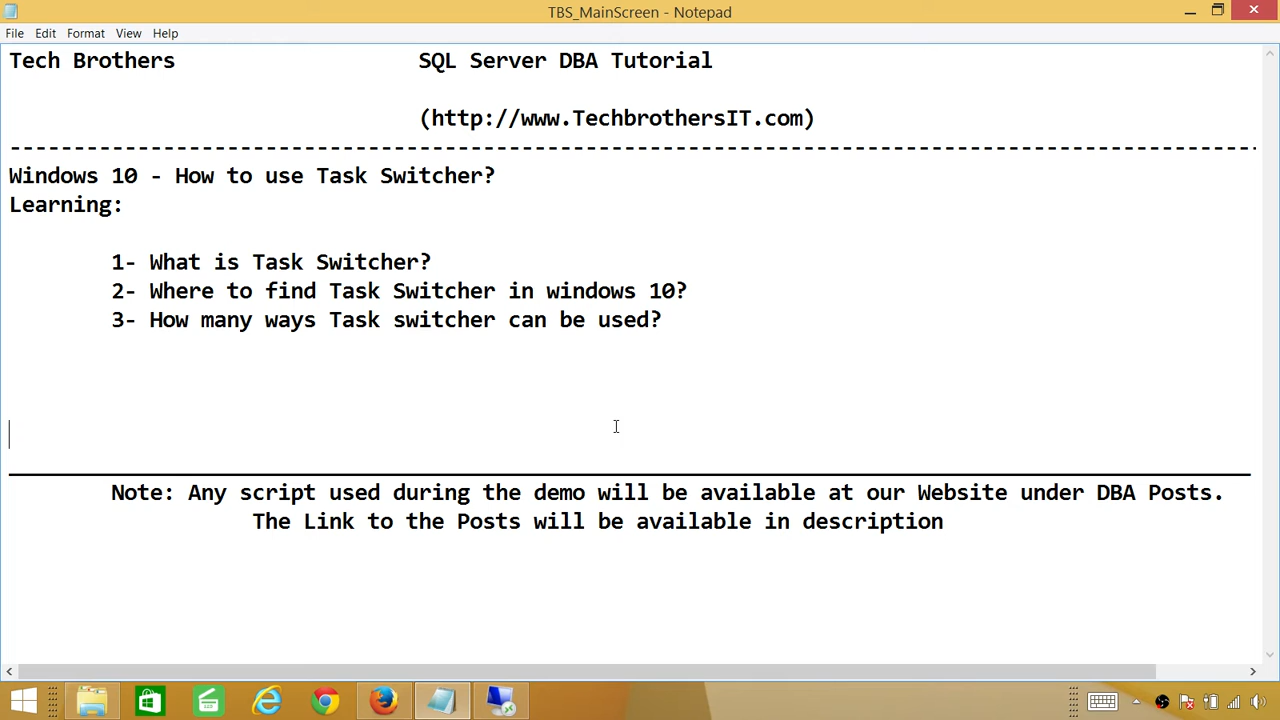 TBS_MainScreen - Notepad
File Edit Format View Help
Tech Brothers SQL Server DBA Tutorial
(http://www.TechbrothersIT.com)
--------------------------------------------------------------------------------------------------
Windows 10 - How to use Task Switcher?
Learning:
1- What is Task Switcher?
2- Where to find Task Switcher in windows 10?
3- How many ways Task switcher can be used?
Note: Any script used during the demo will be available at our Website under DBA Posts.
The Link to the Posts will be available in description